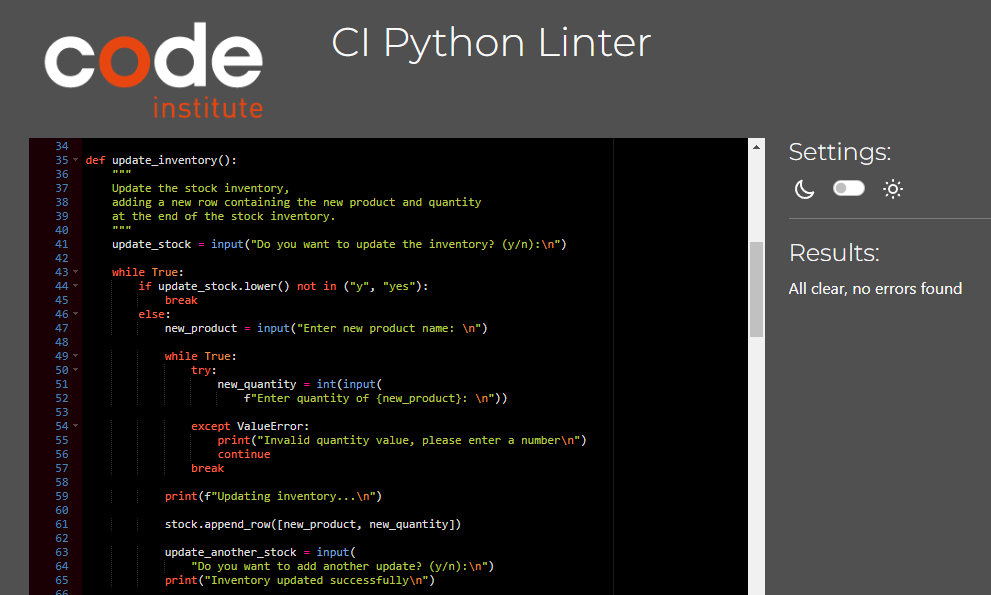 code
institute
CI Python Linter
34
35 def update_inventory():
36     """
37     Update the stock inventory,
38     adding a new row containing the new product and quantity
39     at the end of the stock inventory.
40     """
41     update_stock = input("Do you want to update the inventory? (y/n):\n")
42
43     while True:
44         if update_stock.lower() not in ("y", "yes"):
45             break
46         else:
47             new_product = input("Enter new product name: \n")
48
49             while True:
50                 try:
51                     new_quantity = int(input(
52                         f"Enter quantity of {new_product}: \n"))
53
54                 except ValueError:
55                     print("Invalid quantity value, please enter a number\n")
56                     continue
57                 break
58
59             print(f"Updating inventory...\n")
60
61             stock.append_row([new_product, new_quantity])
62
63             update_another_stock = input(
64                 "Do you want to add another update? (y/n):\n")
65             print("Inventory updated successfully\n")
66
Settings:
Results:
All clear, no errors found